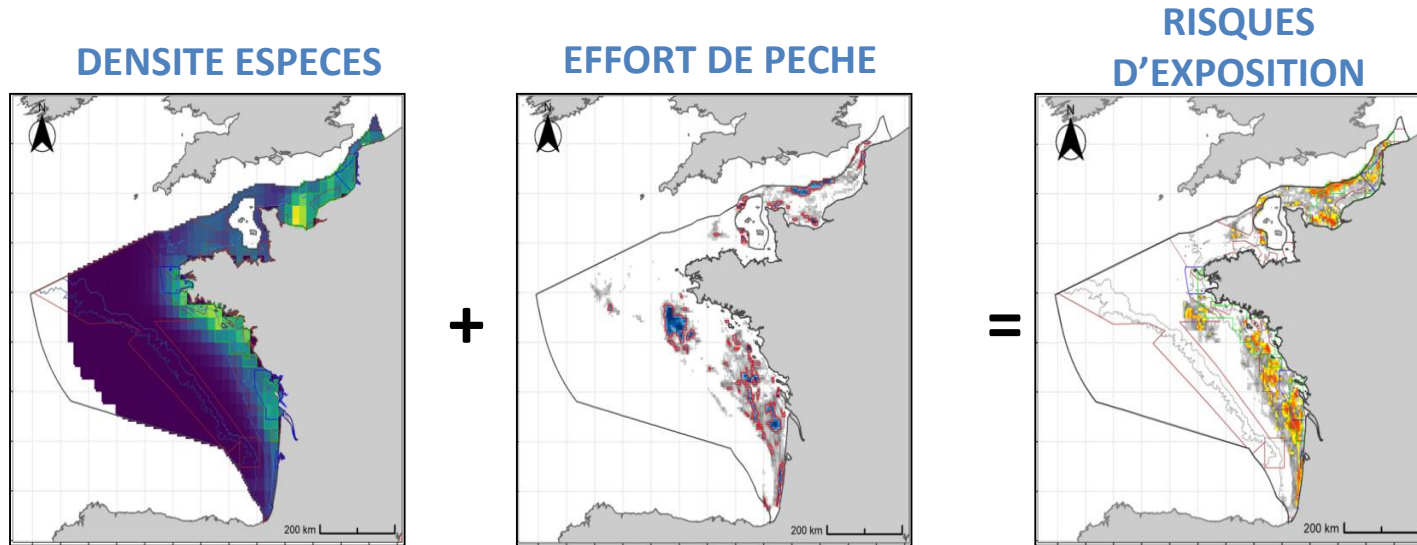 DENSITE ESPECES
EFFORT DE PECHE
RISQUES
D'EXPOSITION
N
N
N
+
=
200 km
200 km
200 km